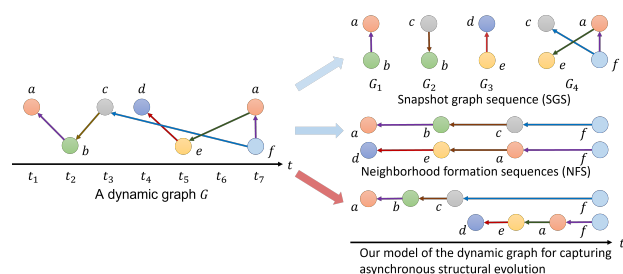 a c d a
b e f
t
t1 t2 t3 t4 t5 t6 t7
A dynamic graph G
a c d a
b b e e f
G1 G2 G3 G4
Snapshot graph sequence (SGS)
a b c f
d e a f
Neighborhood formation sequences (NFS)
a b c f
d e a f
t
Our model of the dynamic graph for capturing
asynchronous structural evolution